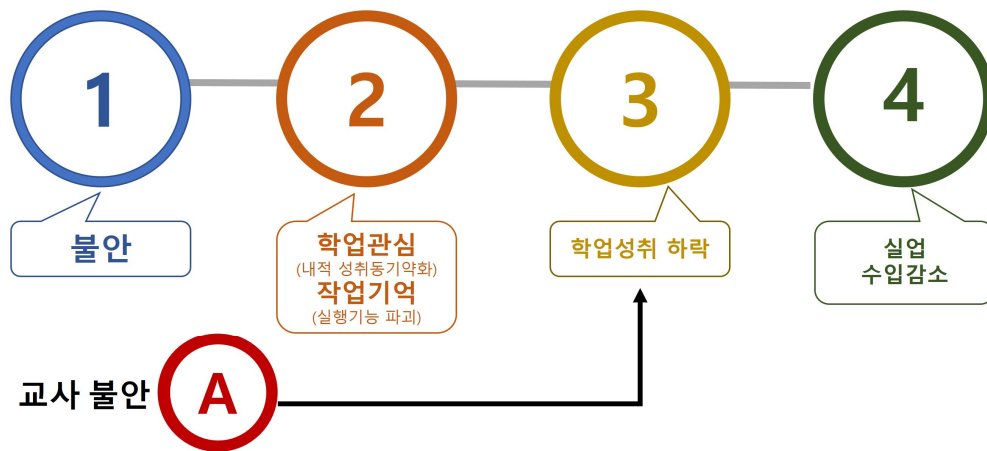 1
2
3
4
불안
학업관심
(내적 성취동기약화)
작업기억
(실행기능 파괴)
학업성취 하락
실업
수입감소
교사 불안
A